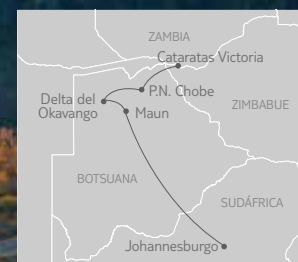 ZAMBIA
Cataratas Victoria
P.N. Chobe
Delta del
Okavango
Maun
ZIMBABUE
BOTSUANA
SUDÁFRICA
Johannesburgo